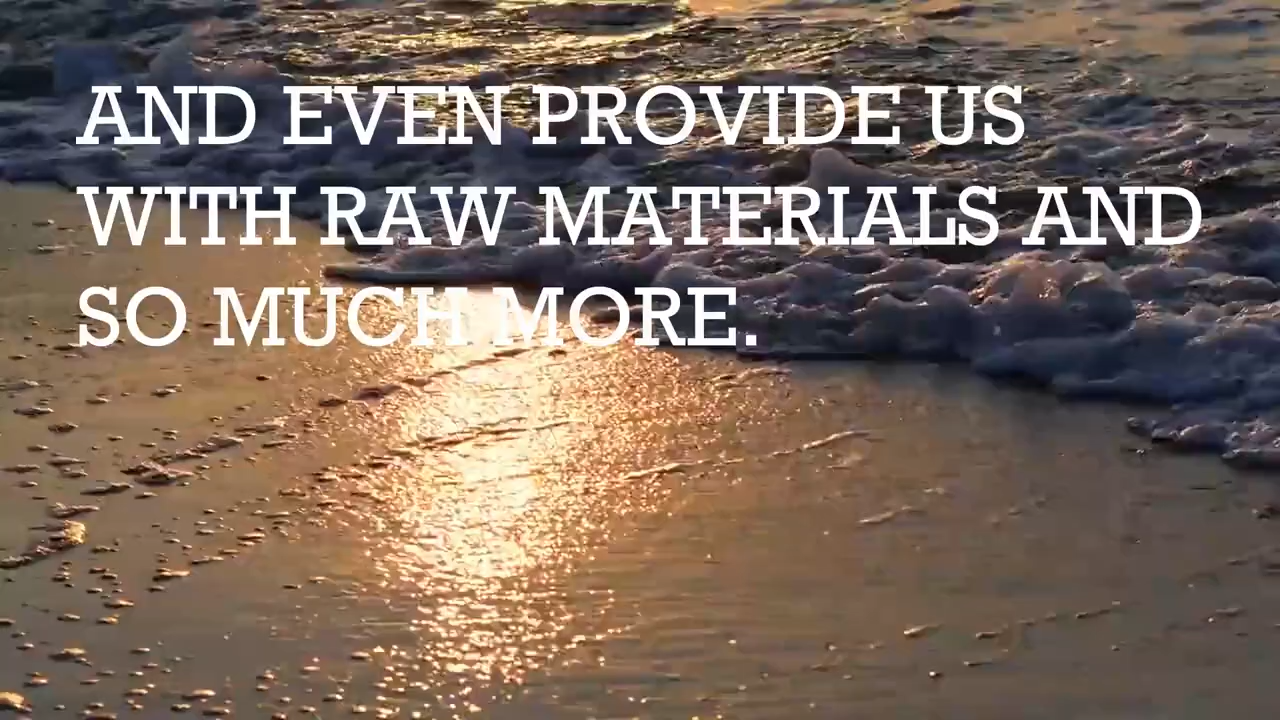 AND EVEN PROVIDE US
WITH RAW MATERIALS AND
SO MUCH MORE.